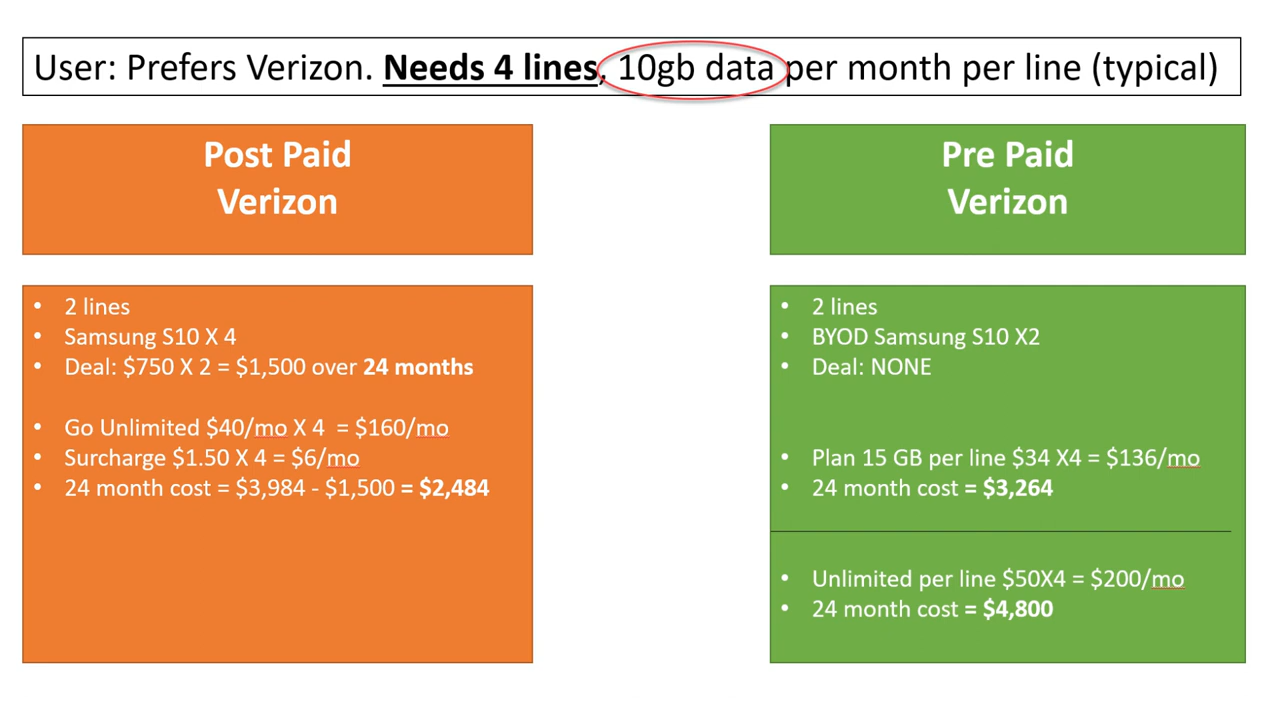 User: Prefers Verizon. Needs 4 lines, 10gb data per month per line (typical)
Post Paid
Verizon
• 2 lines
• Samsung S10 X 4
• Deal: $750 X 2 = $1,500 over 24 months
• Go Unlimited $40/mo X 4 = $160/mo
• Surcharge $1.50 X 4 = $6/mo
• 24 month cost = $3,984 - $1,500 = $2,484
Pre Paid
Verizon
• 2 lines
• BYOD Samsung S10 X2
• Deal: NONE
• Plan 15 GB per line $34 X4 = $136/mo
• 24 month cost = $3,264
• Unlimited per line $50X4 = $200/mo
• 24 month cost = $4,800